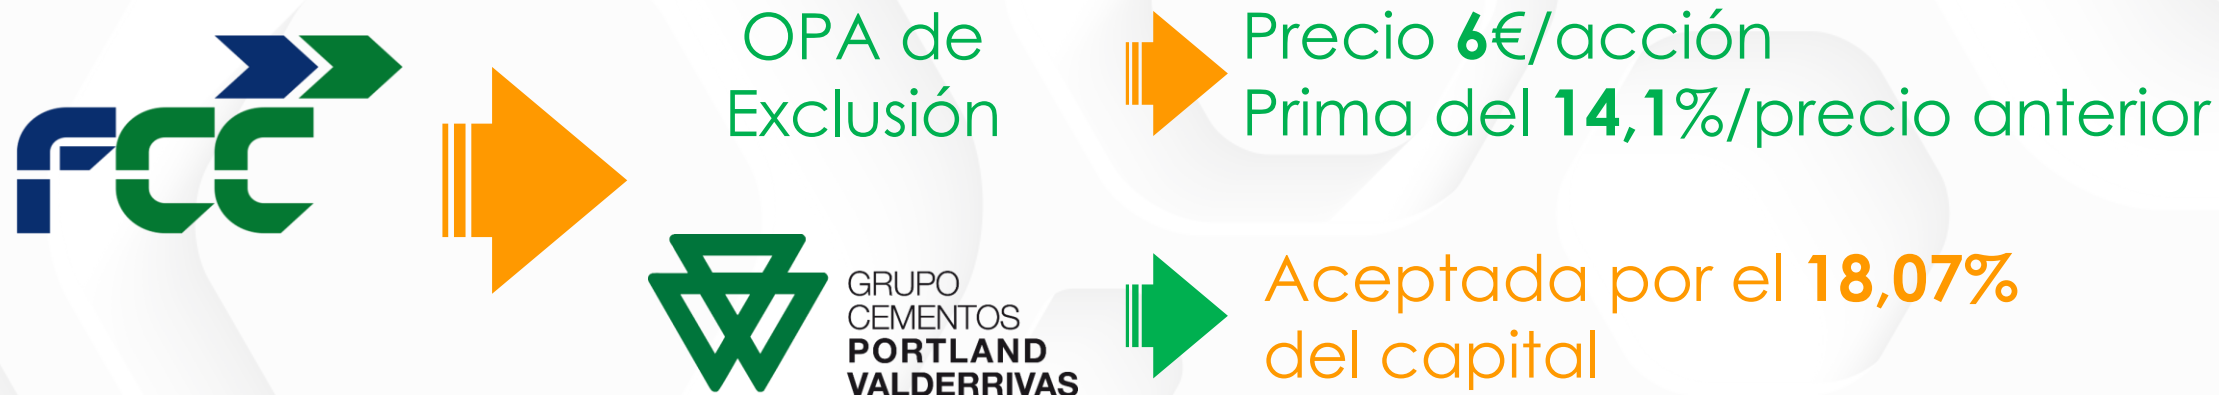 FCC
OPA de
Exclusión
Precio 6€/acción
Prima del 14,1%/precio anterior
GRUPO
CEMENTOS
PORTLAND
VALDERRIVAS
Aceptada por el 18,07%
del capital